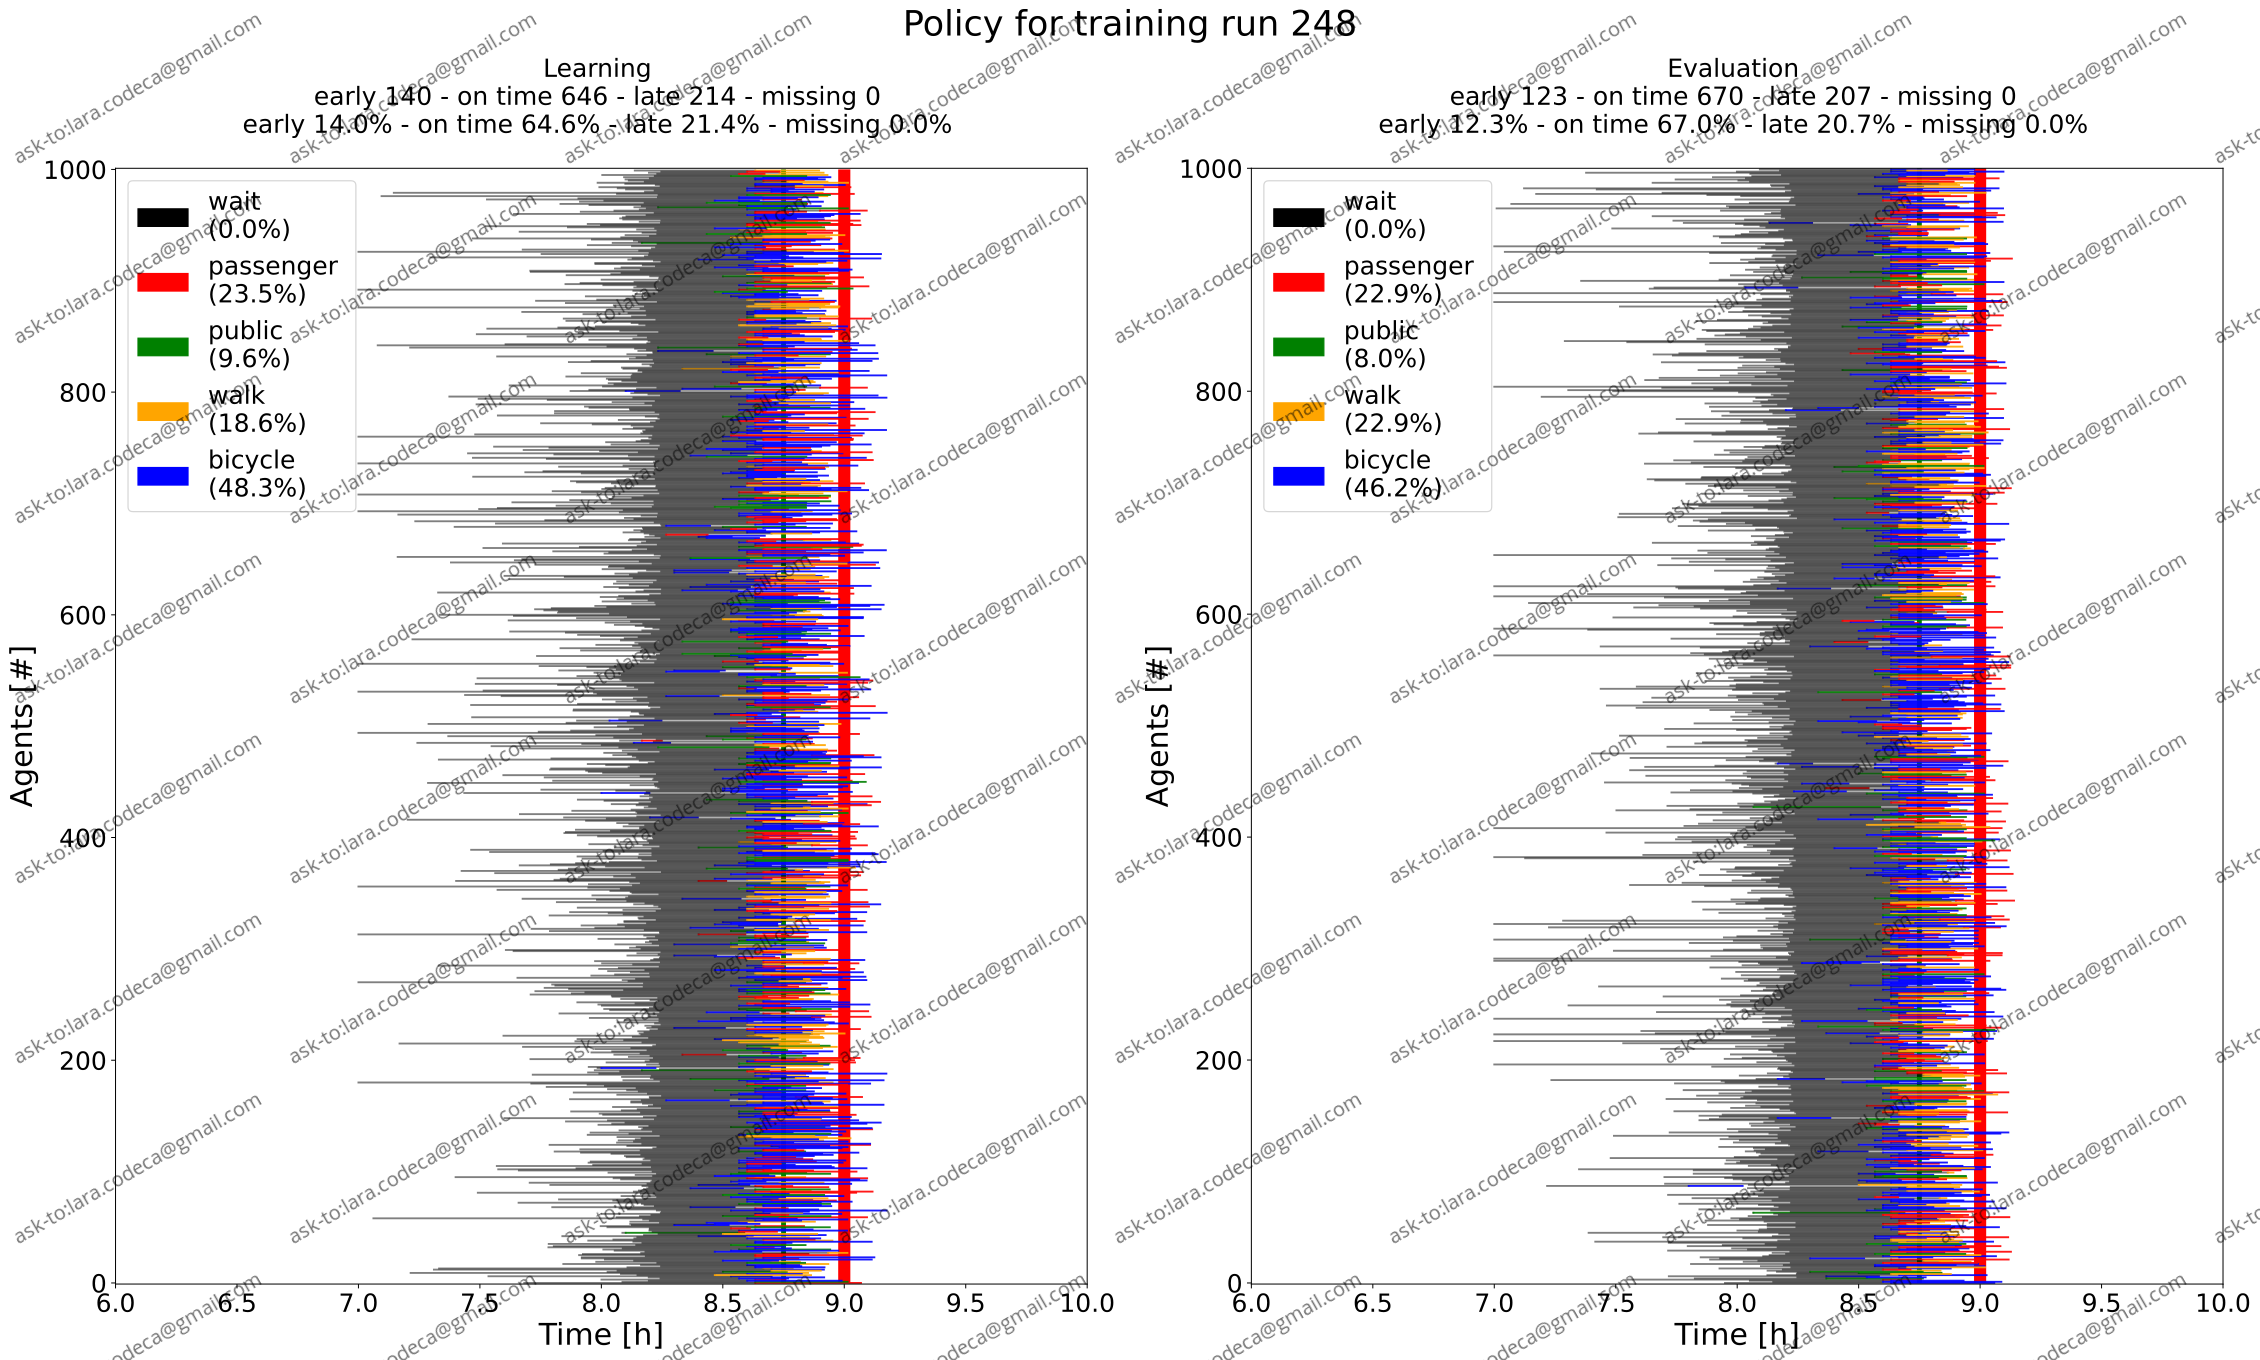 Policy for training run 248
Learning
early 140 - on time 646 - late 214 - missing 0
early 14.0% - on time 64.6% - late 21.4% - missing 0.0%
Evaluation
early 123 - on time 670 - late 207 - missing 0
early 12.3% - on time 67.0% - late 20.7% - missing 0.0%
wait
(0.0%)
passenger
(23.5%)
public
(9.6%)
walk
(18.6%)
bicycle
(48.3%)
1000
800
600
400
200
0
Agents [#]
6.0 6.5 7.0 7.5 8.0 8.5 9.0 9.5 10.0
Time [h]
wait
(0.0%)
passenger
(22.9%)
public
(8.0%)
walk
(22.9%)
bicycle
(46.2%)
1000
800
600
400
200
0
Agents [#]
6.0 6.5 7.0 7.5 8.0 8.5 9.0 9.5 10.0
Time [h]
ask-to:lara.codeca@gmail.com